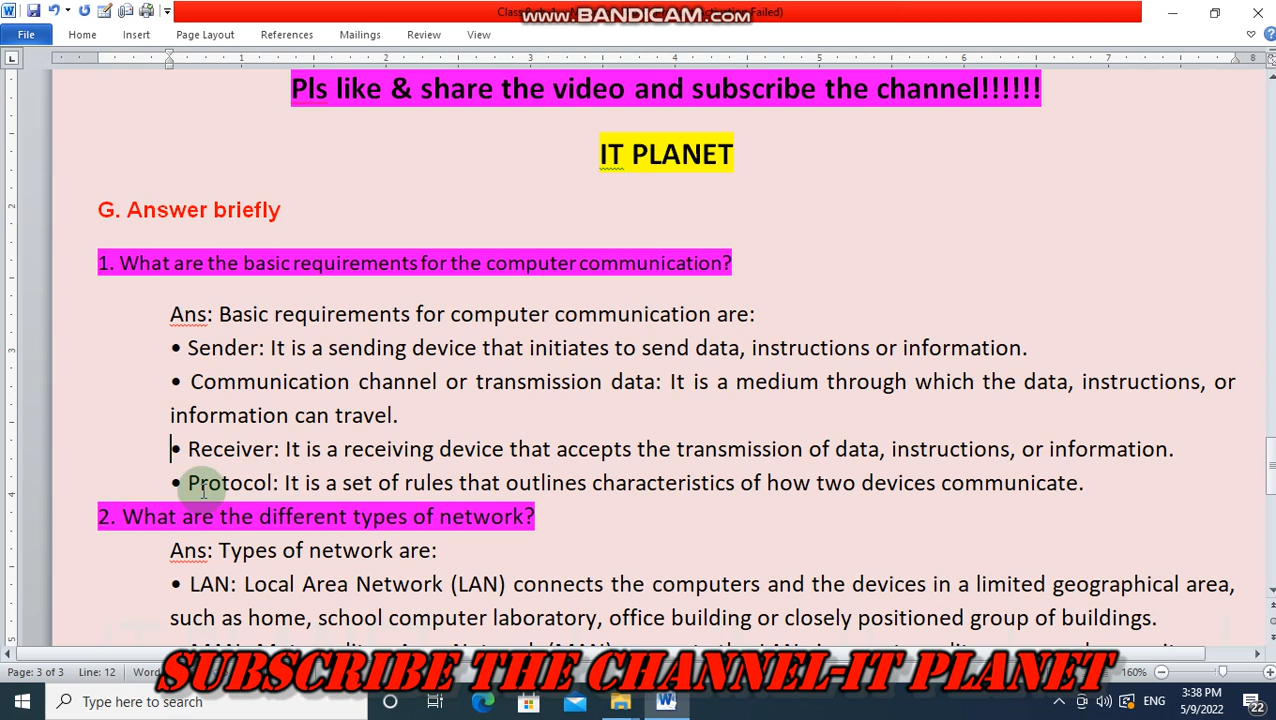 Class
www.BANDICAM.com
Failed)
File
Home
Insert
Page Layout
References
Mailings
Review
View
Pls like & share the video and subscribe the channel!!!!!!
IT PLANET
G. Answer briefly
1. What are the basic requirements for the computer communication?
Ans: Basic requirements for computer communication are:
• Sender: It is a sending device that initiates to send data, instructions or information.
• Communication channel or transmission data: It is a medium through which the data, instructions, or
information can travel.
• Receiver: It is a receiving device that accepts the transmission of data, instructions, or information.
• Protocol: It is a set of rules that outlines characteristics of how two devices communicate.
2. What are the different types of network?
Ans: Types of network are:
• LAN: Local Area Network (LAN) connects the computers and the devices in a limited geographical area,
such as home, school computer laboratory, office building or closely positioned group of buildings.
Page: 3 of 3
Line: 12
Word
160%
SUBSCRIBE THE CHANNEL-IT PLANET
Type here to search
ENG
3:38 PM
5/9/2022
22